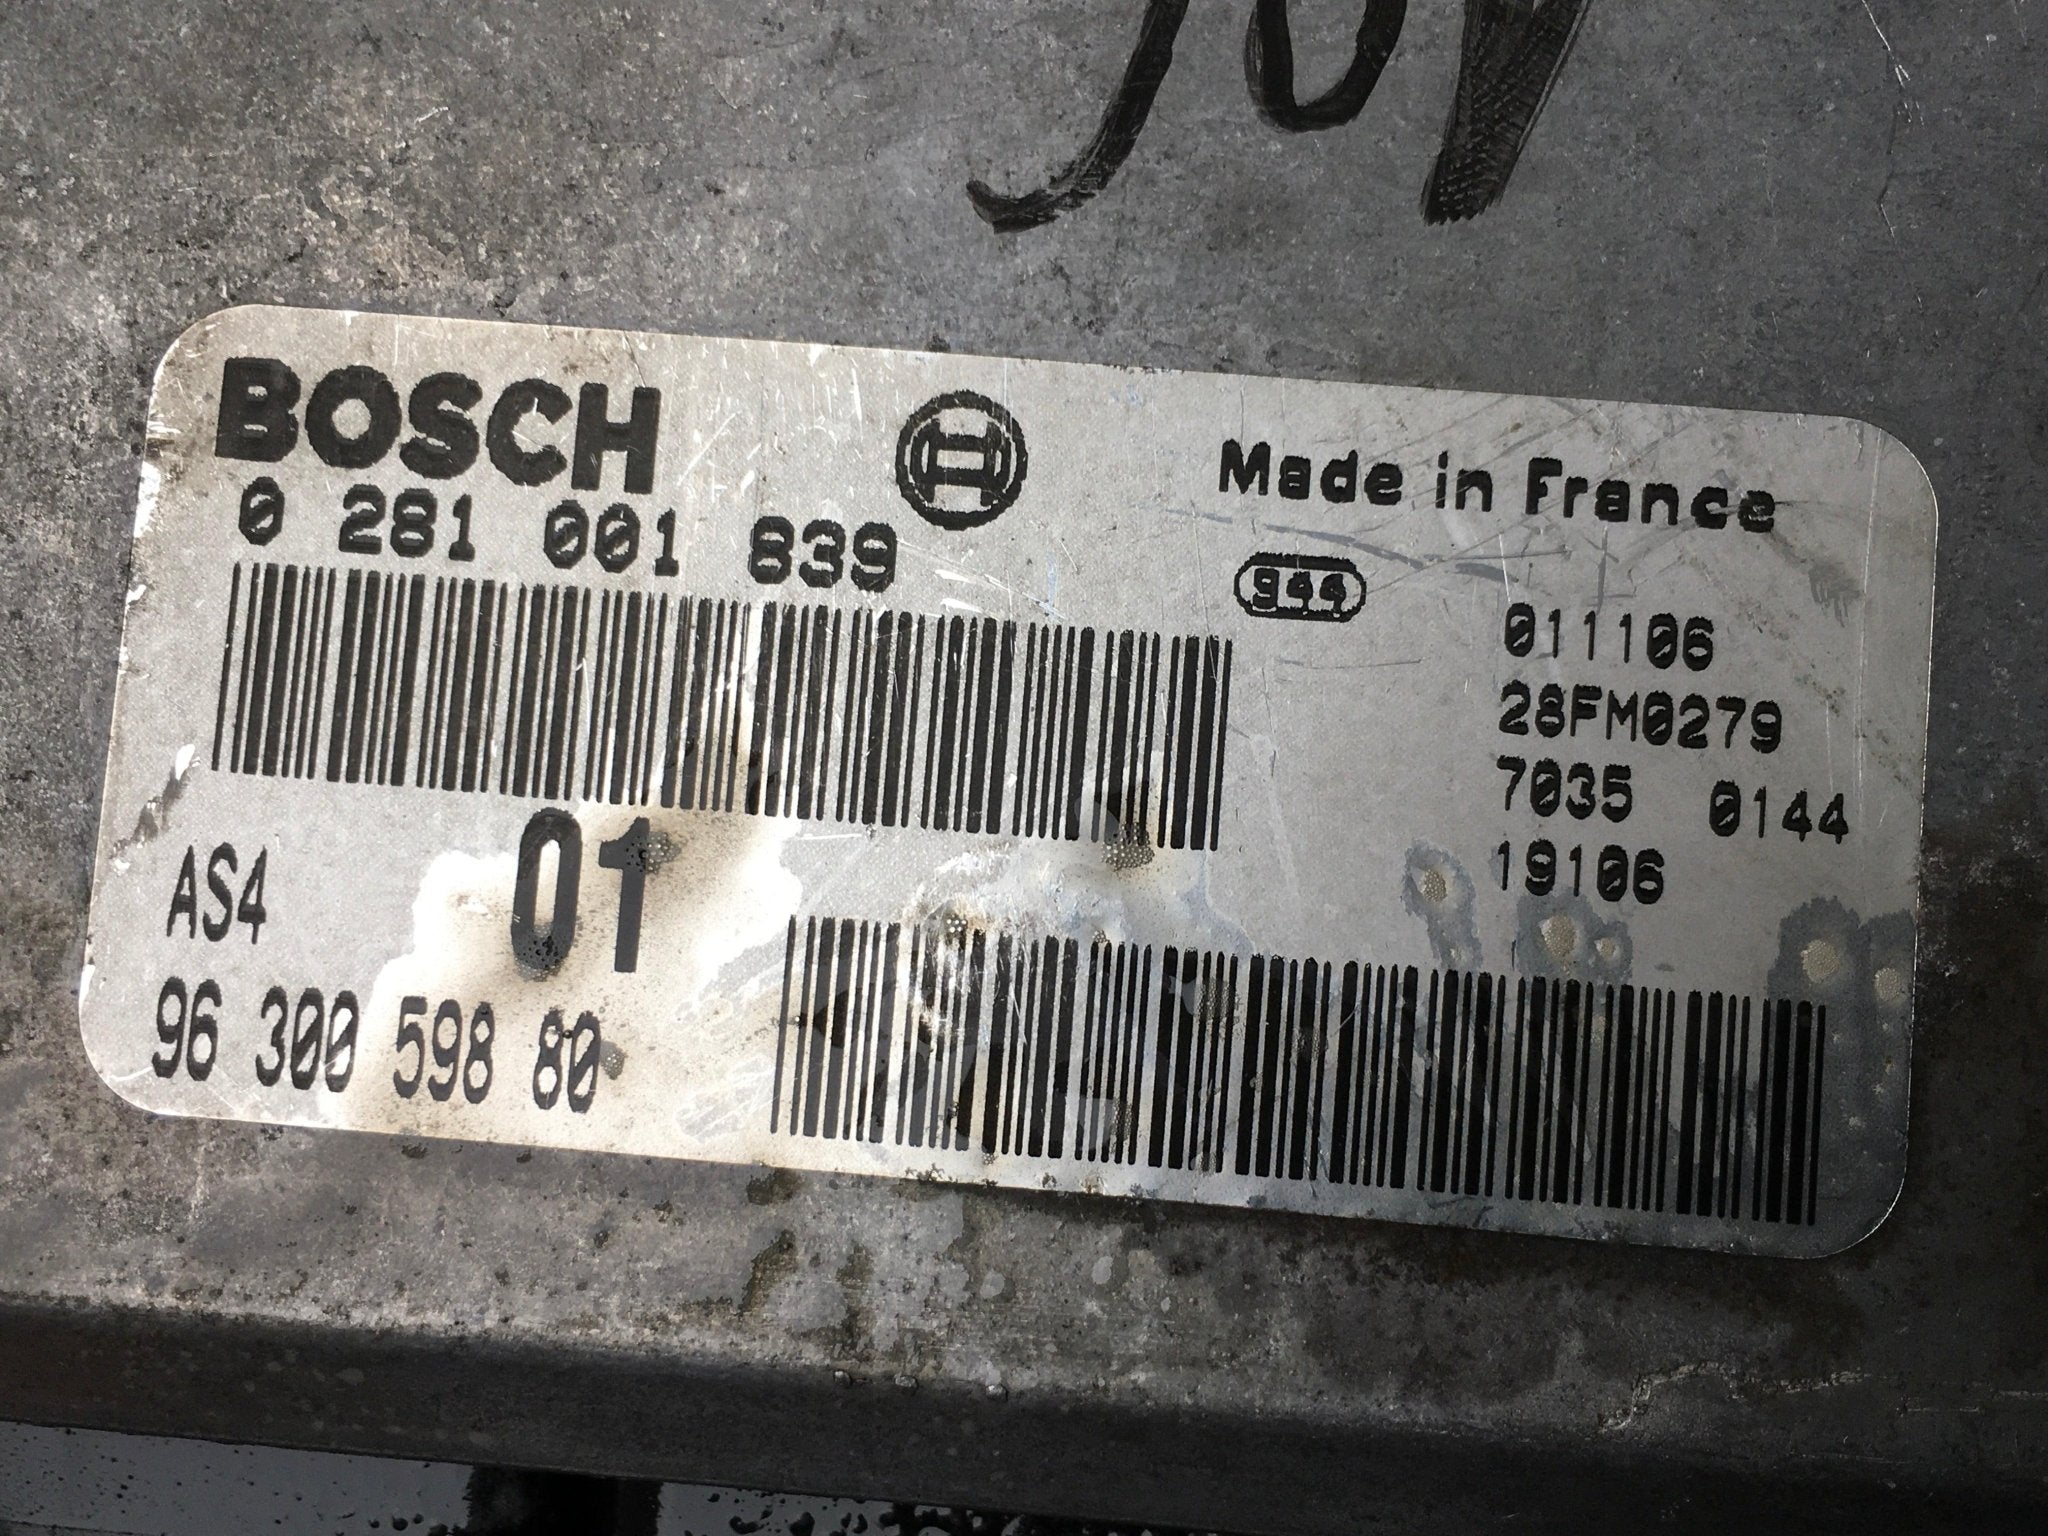 BOSCH
0 281 001 839
Made in France
944
011106
28FM0279
7035 0144
19106
AS4 01
96 300 598 80